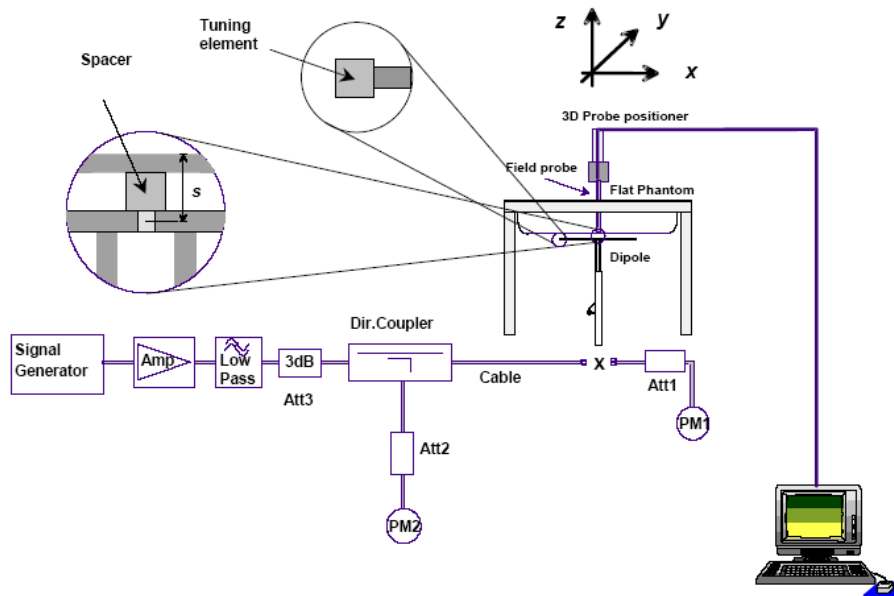 Tuning
element
z
y
x
Spacer
3D Probe positioner
Field probe
Flat Phantom
s
Dipole
Dir.Coupler
Signal
Generator
Amp
Low
Pass
3dB
Att3
Cable
x
Att1
PM1
Att2
PM2